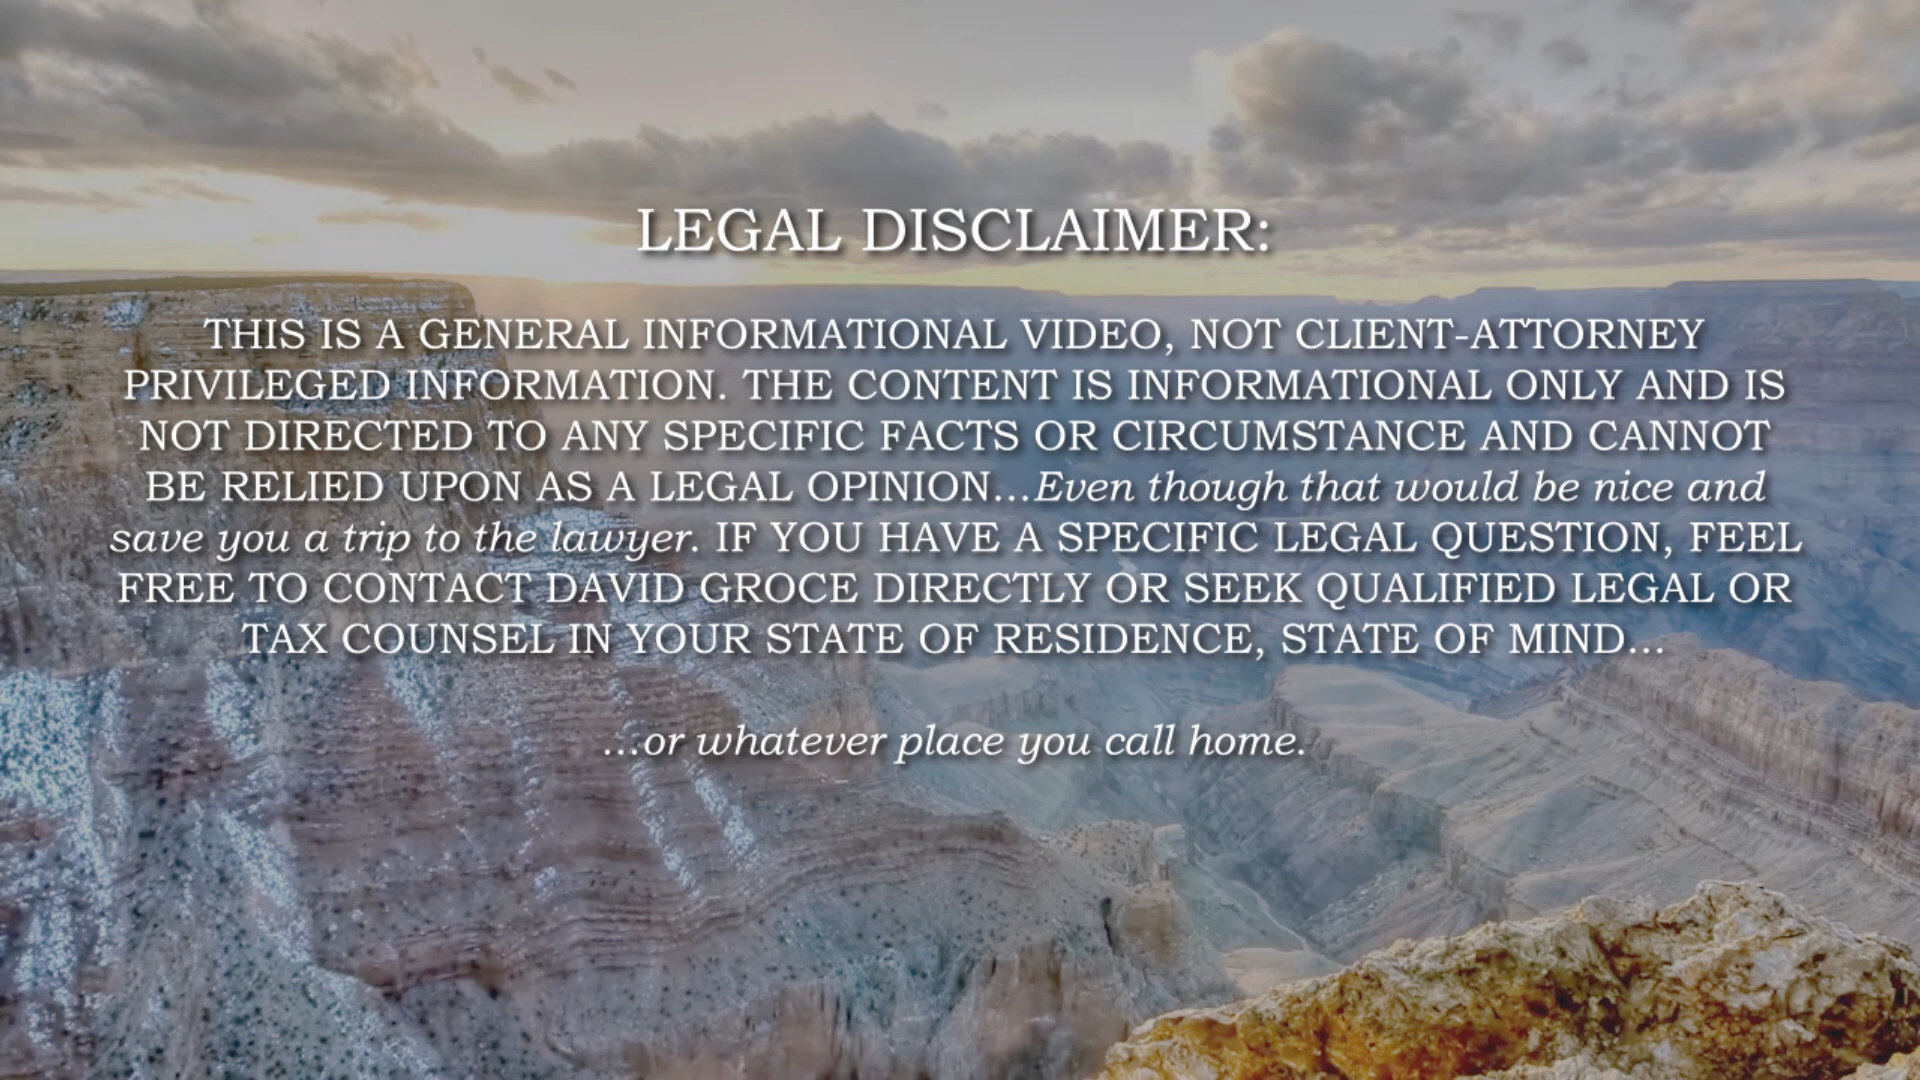 LEGAL DISCLAIMER:
THIS IS A GENERAL INFORMATIONAL VIDEO, NOT CLIENT-ATTORNEY
PRIVILEGED INFORMATION. THE CONTENT IS INFORMATIONAL ONLY AND IS
NOT DIRECTED TO ANY SPECIFIC FACTS OR CIRCUMSTANCE AND CANNOT
BE RELIED UPON AS A LEGAL OPINION...Even though that would be nice and
save you a trip to the lawyer. IF YOU HAVE A SPECIFIC LEGAL QUESTION, FEEL
FREE TO CONTACT DAVID GROCE DIRECTLY OR SEEK QUALIFIED LEGAL OR
TAX COUNSEL IN YOUR STATE OF RESIDENCE, STATE OF MIND...
...or whatever place you call home.